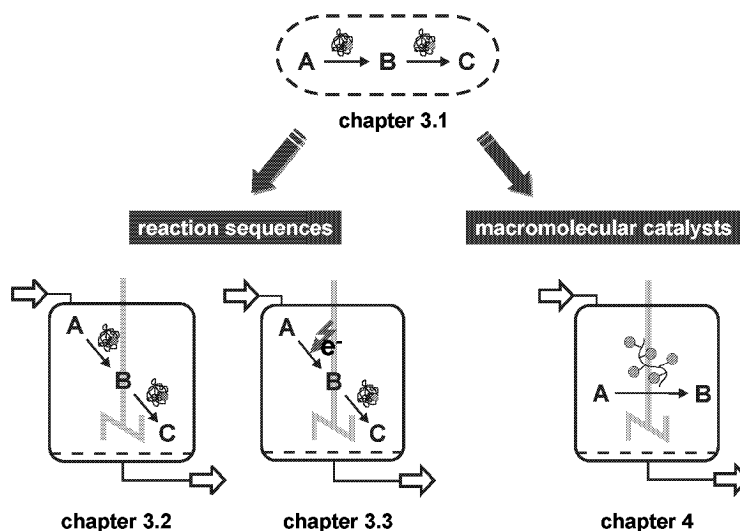 A B C
chapter 3.1
reaction sequences
macromolecular catalysts
A
B
C
chapter 3.2
A
e-
B
C
chapter 3.3
A B
chapter 4